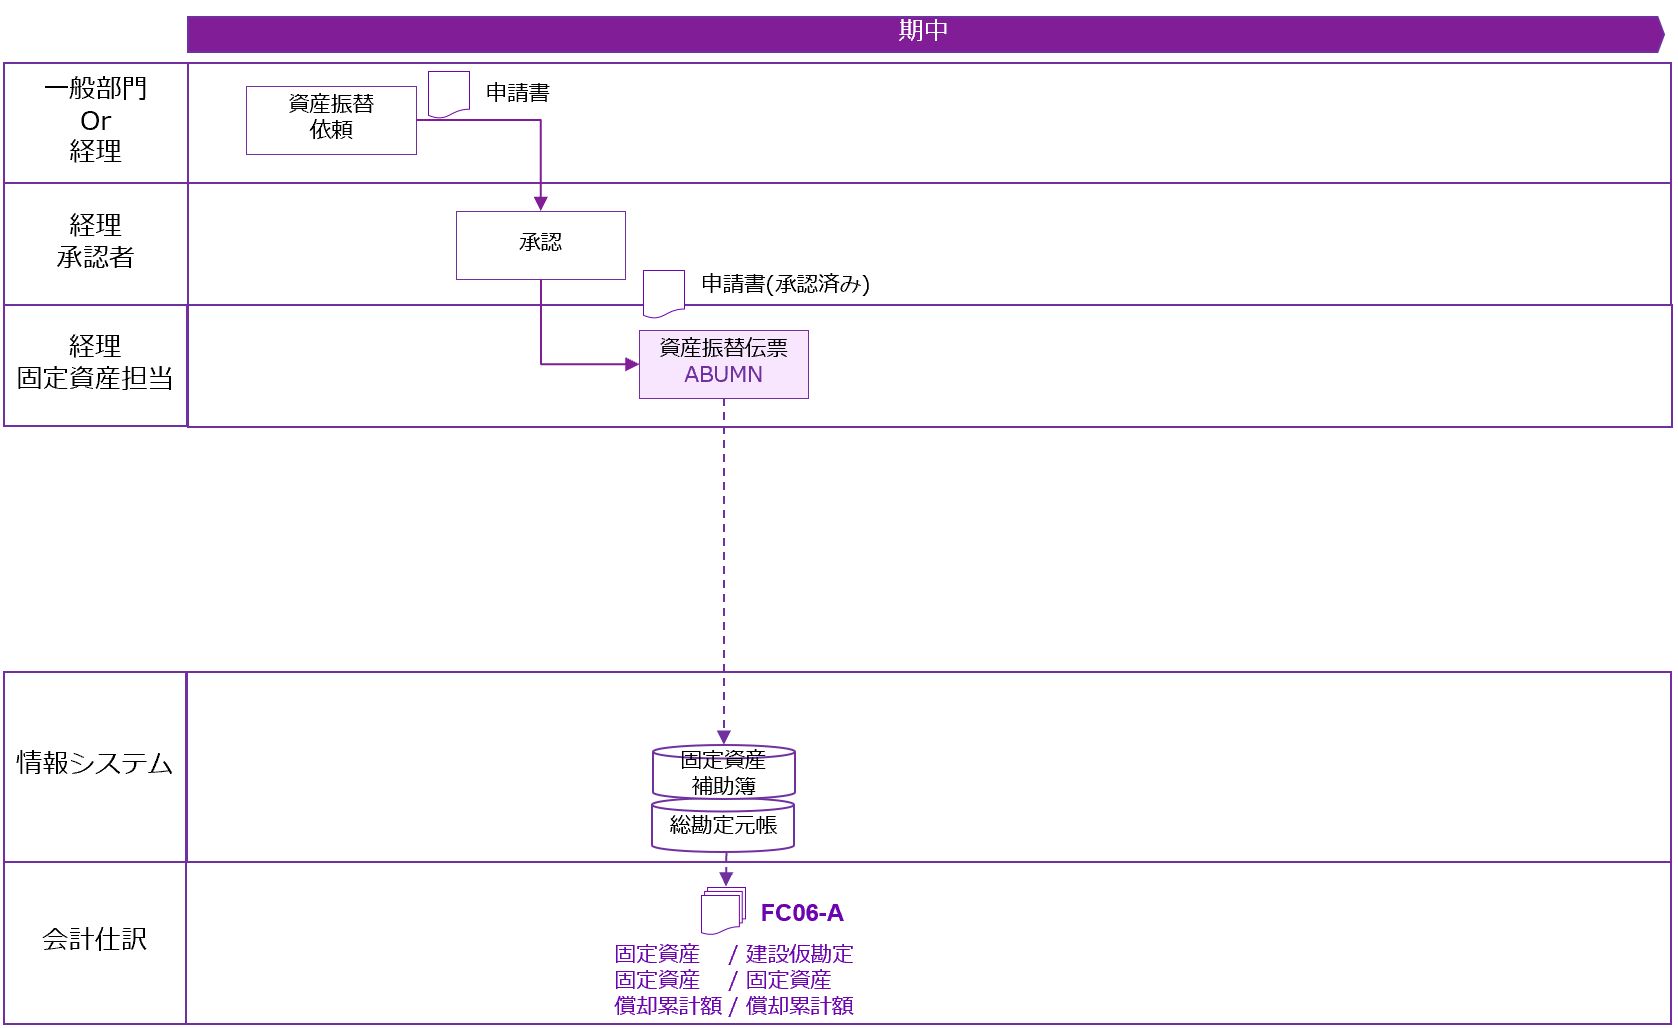 期中
一般部門
Or
経理
資産振替
依頼
申請書
経理
承認者
承認
申請書(承認済み)
経理
固定資産担当
資産振替伝票
ABUMN
情報システム
固定資産
補助簿
総勘定元帳
会計仕訳
FC06-A
固定資産 / 建設仮勘定
固定資産 / 固定資産
償却累計額 / 償却累計額